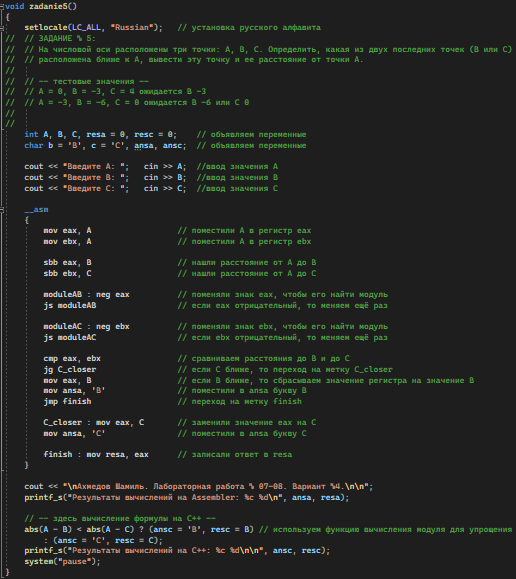 void zadanie5()
{
setlocale(LC_ALL, "Russian"); // установка русского алфавита
// // ЗАДАНИЕ % 5:
// // На числовой оси расположены три точки: A, B, C. Определить, какая из двух последних точек (B или C)
// // расположена ближе к A, вывести эту точку и ее расстояние от точки A.
//
// // -- тестовые значения --
// // A = 0, B = -3, C = 4 ожидается B -3
// // A = -3, B = -6, C = 0 ожидается B -6 или C 0
//
//
int A, B, C, resa = 0, resc = 0; // объявляем переменные
char b = 'B', c = 'C', ansa, ansc; // объявляем переменные
cout << "Введите A: "; cin >> A; //ввод значения A
cout << "Введите B: "; cin >> B; //ввод значения B
cout << "Введите C: "; cin >> C; //ввод значения C
__asm
{
mov eax, A // поместили A в регистр eax
mov ebx, A // поместили A в регистр ebx
sbb eax, B // нашли расстояние от A до B
sbb ebx, C // нашли расстояние от A до C
moduleAB : neg eax // поменяли знак eax, чтобы его найти модуль
js moduleAB // если eax отрицательный, то меняем ещё раз
moduleAC : neg ebx // поменяли знак ebx, чтобы его найти модуль
js moduleAC // если ebx отрицательный, то меняем ещё раз
cmp eax, ebx // сравниваем расстояния до B и до C
jg C_closer // если C ближе, то переход на метку C_closer
mov eax, B // если B ближе, то сбрасываем значение регистра на значение B
mov ansa, 'B' // поместили в ansa букву B
jmp finish // переход на метку finish
C_closer : mov eax, C // заменили значение eax на C
mov ansa, 'C' // поместили в ansa букву C
finish : mov resa, eax // записали ответ в resa
}
cout << "\nАхмедов Шамиль. Лабораторная работа % 07-08. Вариант %4.\n\n";
printf_s("Результаты вычислений на Assembler: %c %d\n", ansa, resa);
// -- здесь вычисление формулы на C++ --
abs(A - B) < abs(A - C) ? (ansc = 'B', resc = B) // используем функцию вычисления модуля для упрощения
: (ansc = 'C', resc = C);
printf_s("Результаты вычислений на C++: %c %d\n\n", ansc, resc);
system("pause");
}